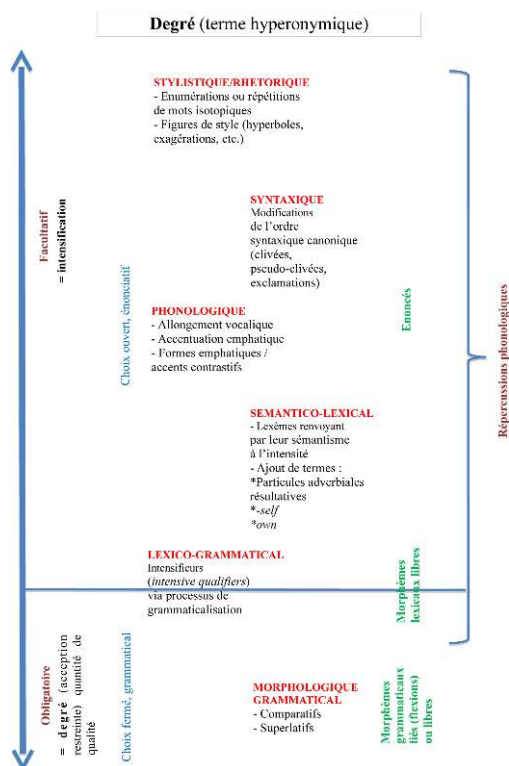 Degré (terme hyperonymique)
STYLISTIQUE/RHETORIQUE
- Enumérations ou répétitions
de mots isotopiques
- Figures de style (hyperboles,
exagérations, etc.)
Facultatif
= intensification
Choix ouvert, énonciatif
SYNTAXIQUE
Modifications
de l'ordre
syntaxique canonique
(clivées,
pseudo-clivées,
exclamations)
Enoncés
Répercussions phonologiques
PHONOLOGIQUE
- Allongement vocalique
- Accentuation emphatique
- Formes emphatiques /
accents contrastifs
SEMANTICO-LEXICAL
- Lexèmes renvoyant
par leur sémantisme
à l'intensité
- Ajout de termes :
*Particules adverbiales
résultatives
*-self
*own
LEXICO-GRAMMATICAL
Intensifieurs
(intensive qualifiers)
via processus de
grammaticalisation
Morphèmes
lexicaux libres
Obligatoire
= degré (acception
restreinte) quantité de
qualité
Choix fermé, grammatical
MORPHOLOGIQUE
GRAMMATICAL
- Comparatifs
- Superlatifs
Morphèmes
grammaticaux
liés (flexions)
ou libres